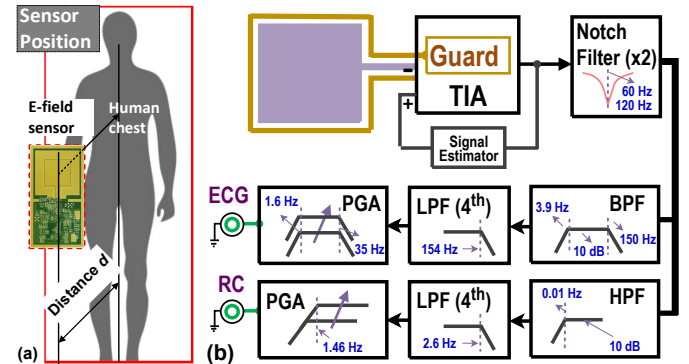 Sensor
Position
E-field
sensor
Human
chest
Distance d
(a)
Guard
-
+
TIA
Signal
Estimator
Notch
Filter (x2)
60 Hz
120 Hz
ECG
1.6 Hz
PGA
35 Hz
LPF (4th)
154 Hz
3.9 Hz
BPF
10 dB
150 Hz
RC
PGA
1.46 Hz
LPF (4th)
2.6 Hz
0.01 Hz
HPF
10 dB
(b)